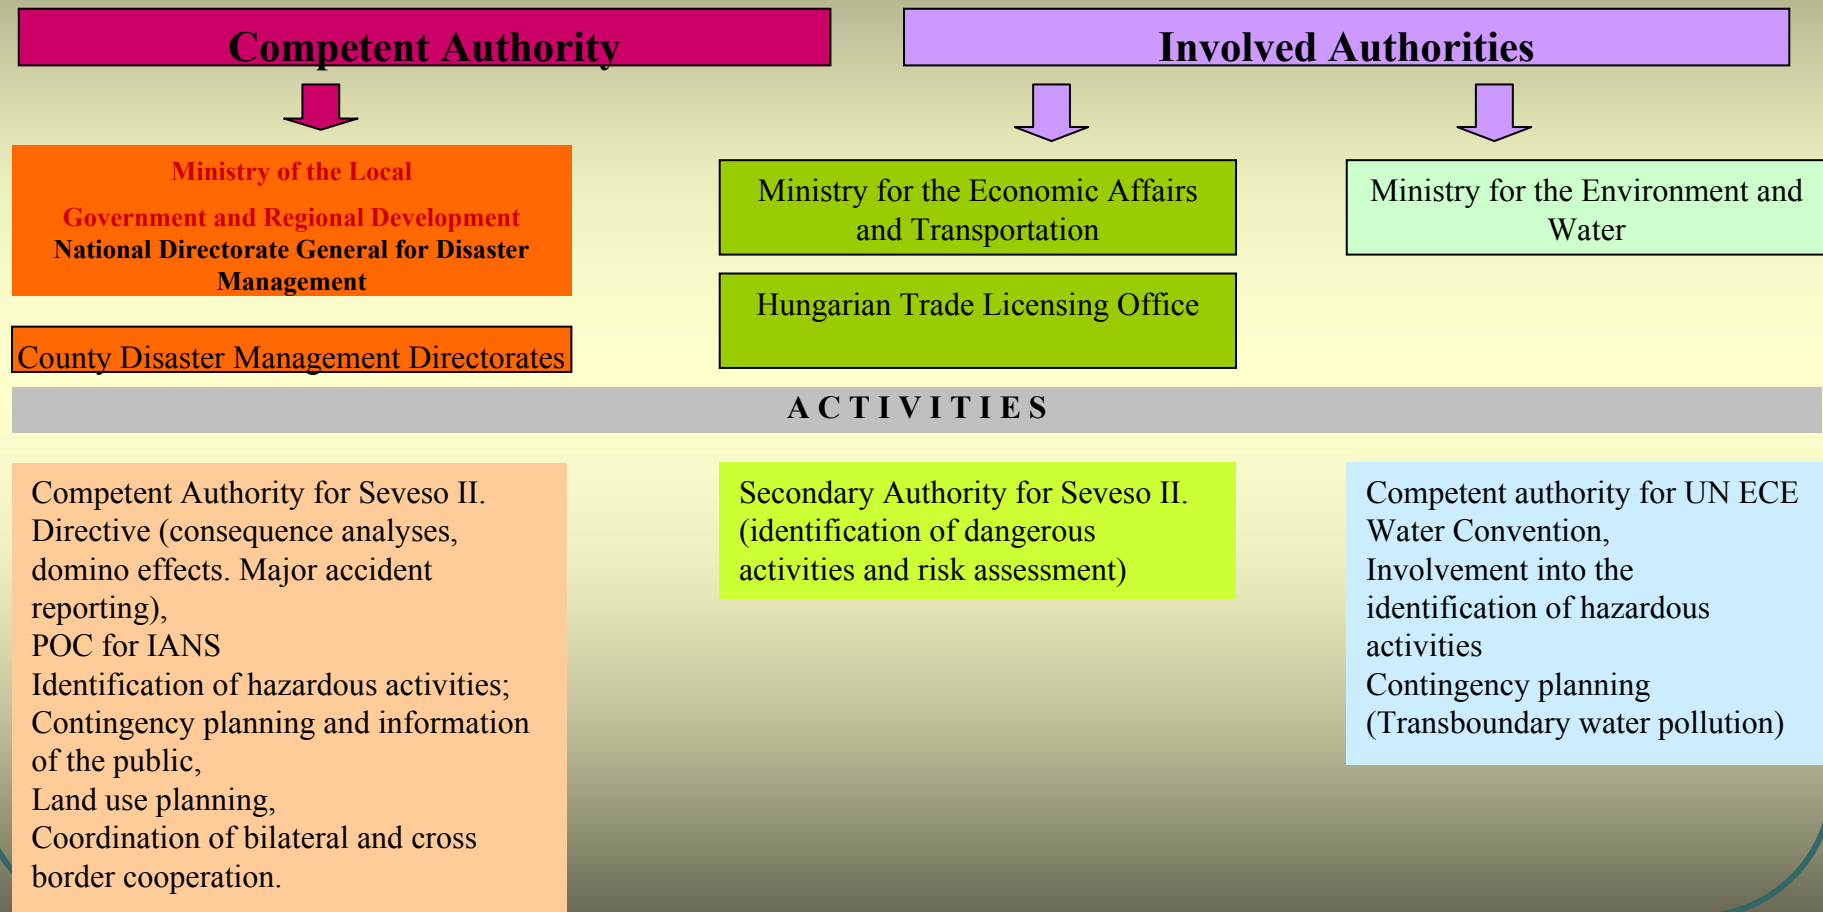 Competent Authority
Involved Authorities
Ministry of the Local
Government and Regional Development
National Directorate General for Disaster
Management
County Disaster Management Directorates
Ministry for the Economic Affairs
and Transportation
Hungarian Trade Licensing Office
Ministry for the Environment and
Water
A C T I V I T I E S
Competent Authority for Seveso II.
Directive (consequence analyses,
domino effects. Major accident
reporting),
POC for IANS
Identification of hazardous activities;
Contingency planning and information
of the public,
Land use planning,
Coordination of bilateral and cross
border cooperation.
Secondary Authority for Seveso II.
(identification of dangerous
activities and risk assessment)
Competent authority for UN ECE
Water Convention,
Involvement into the
identification of hazardous
activities
Contingency planning
(Transboundary water pollution)